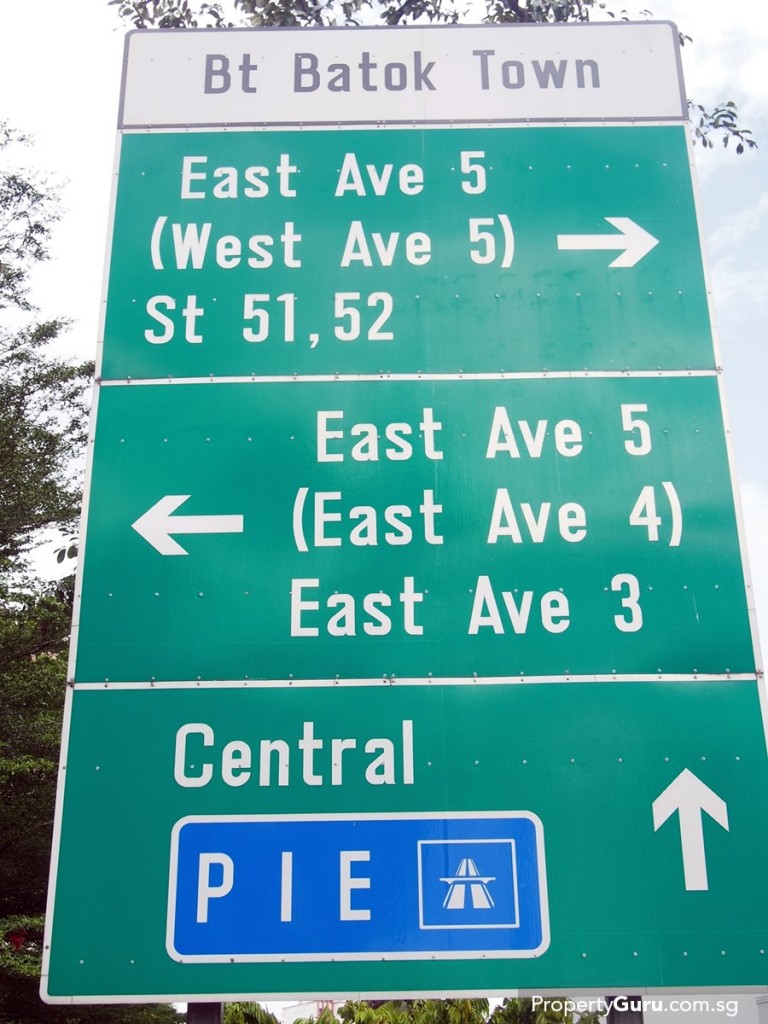 Bt Batok Town
East Ave 5
(West Ave 5)
St 51,52
East Ave 5
(East Ave 4)
East Ave 3
Central
PIE
PropertyGuru.com.sg